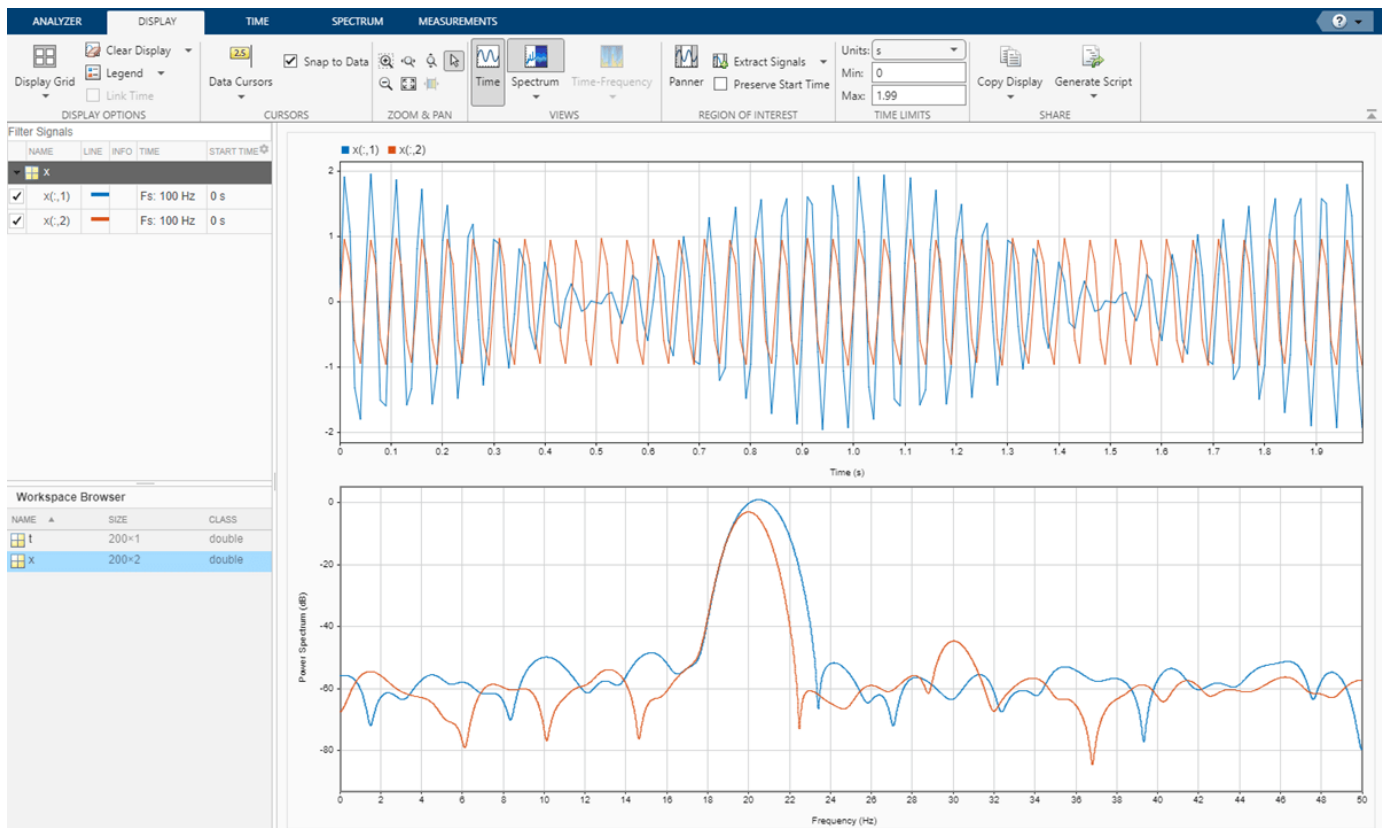 ANALYZER DISPLAY TIME SPECTRUM MEASUREMENTS ?
Display Grid
Clear Display
Legend
Link Time
DISPLAY OPTIONS
2.5
Data Cursors
Snap to Data
CURSORS
ZOOM & PAN
Time
Spectrum
Time-Frequency
VIEWS
Panner
Extract Signals
Preserve Start Time
REGION OF INTEREST
Units: s
Min: 0
Max: 1.99
TIME LIMITS
Copy Display
Generate Script
SHARE
Filter Signals
NAME LINE INFO TIME START TIME
x
x(:,1) Fs: 100 Hz 0 s
x(:,2) Fs: 100 Hz 0 s
Workspace Browser
NAME SIZE CLASS
t 200×1 double
x 200×2 double
x(:,1) x(:,2)
2
1
0
-1
-2
0 0.1 0.2 0.3 0.4 0.5 0.6 0.7 0.8 0.9 1.0 1.1 1.2 1.3 1.4 1.5 1.6 1.7 1.8 1.9
Time (s)
Power Spectrum (dB)
0
-20
-40
-60
-80
0 2 4 6 8 10 12 14 16 18 20 22 24 26 28 30 32 34 36 38 40 42 44 46 48 50
Frequency (Hz)